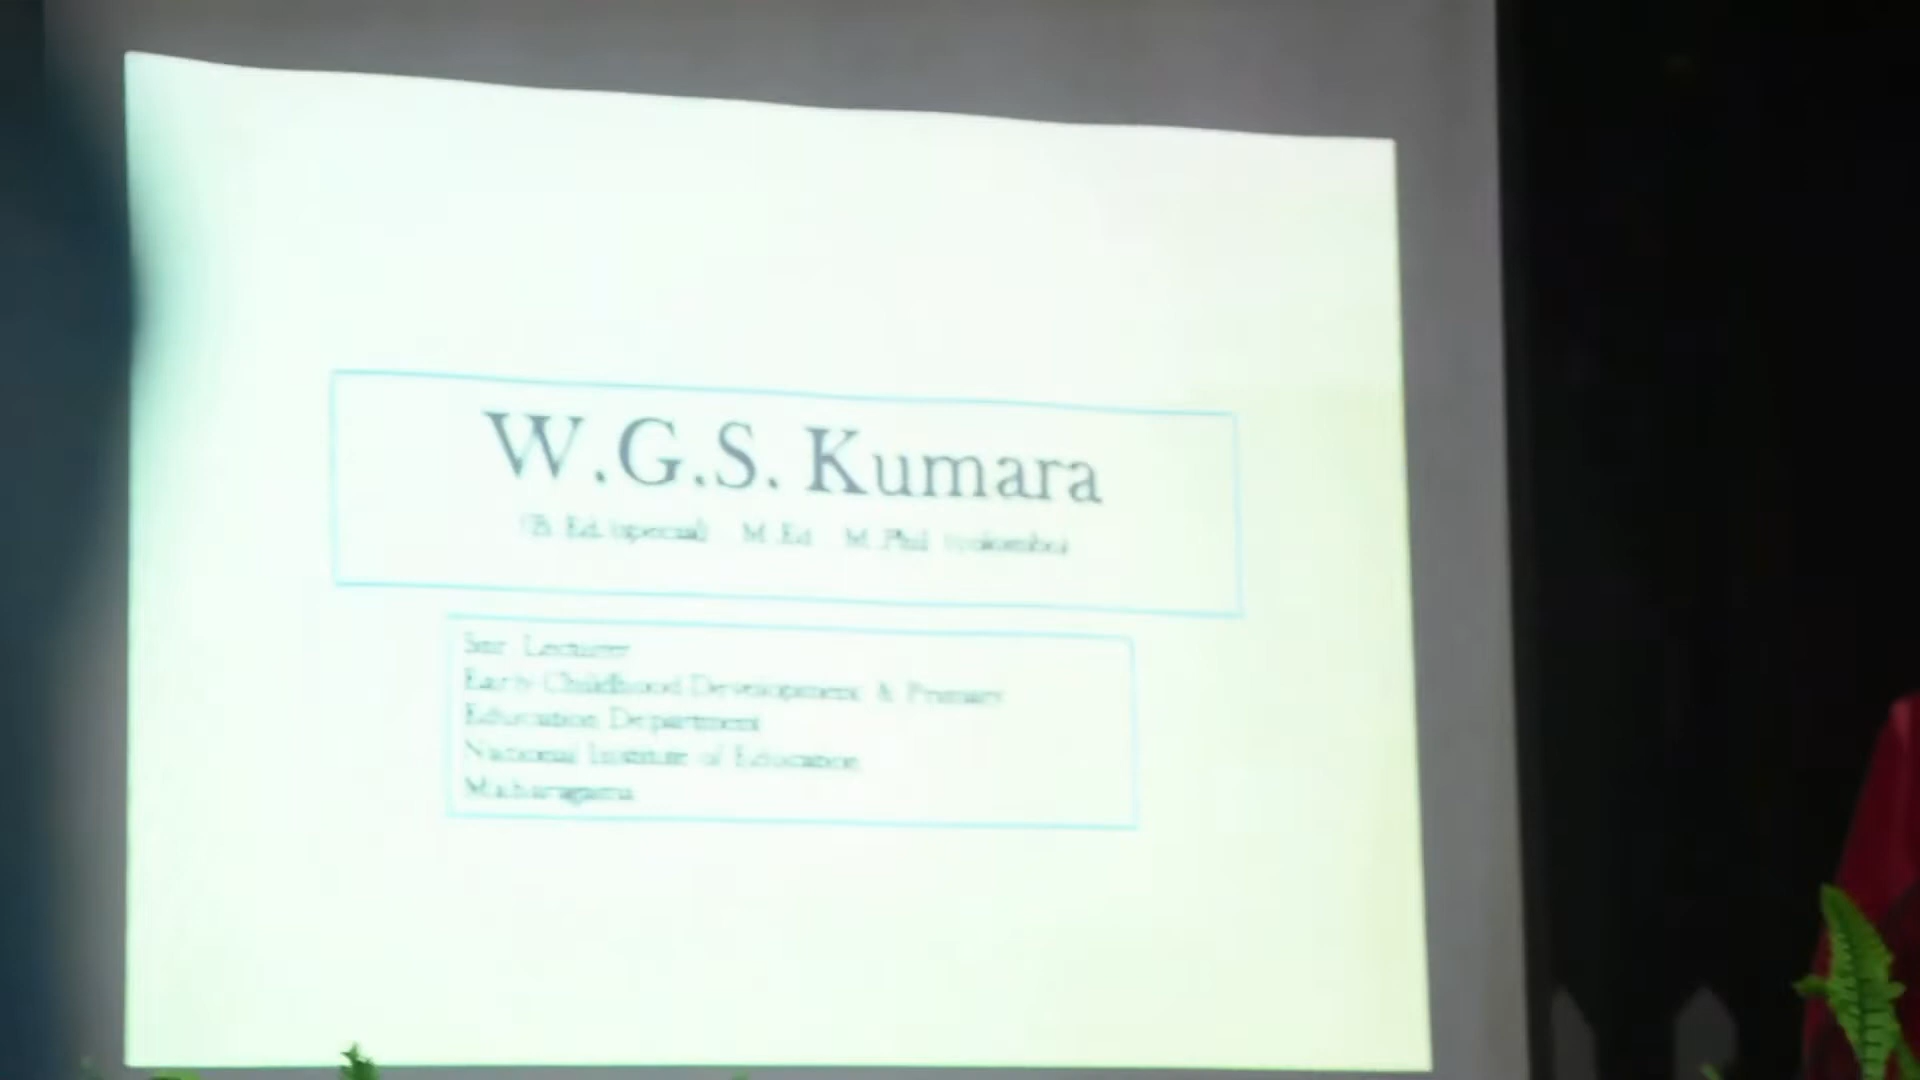 W.G.S. Kumara
(B. Ed.(special) M.Ed M.Phil (colombo)
Snr. Lecturer
Early Childhood Development & Primary
Education Department
National Institute of Education
Maharagama